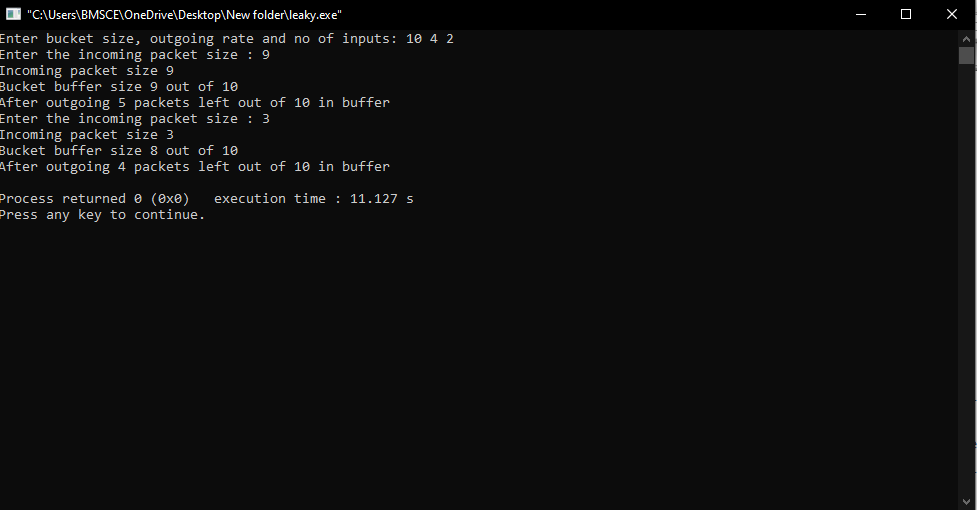 "C:\Users\BMSCE\OneDrive\Desktop\New folder\leaky.exe"
Enter bucket size, outgoing rate and no of inputs: 10 4 2
Enter the incoming packet size : 9
Incoming packet size 9
Bucket buffer size 9 out of 10
After outgoing 5 packets left out of 10 in buffer
Enter the incoming packet size : 3
Incoming packet size 3
Bucket buffer size 8 out of 10
After outgoing 4 packets left out of 10 in buffer
Process returned 0 (0x0)   execution time : 11.127 s
Press any key to continue.